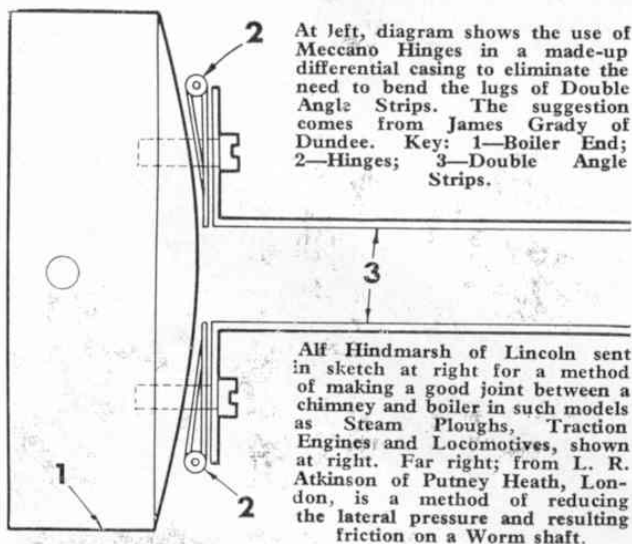 2
At left, diagram shows the use of
Meccano Hinges in a made-up
differential casing to eliminate the
need to bend the lugs of Double
Angle Strips. The suggestion
comes from James Grady of
Dundee. Key: 1—Boiler End;
2—Hinges; 3—Double Angle
Strips.
3
Alf Hindmarsh of Lincoln sent
in sketch at right for a method
of making a good joint between a
chimney and boiler in such models
as Steam Ploughs, Traction
Engines and Locomotives, shown
at right. Far right; from L. R.
Atkinson of Putney Heath, Lon-
don, is a method of reducing
the lateral pressure and resulting
friction on a Worm shaft.
1
2